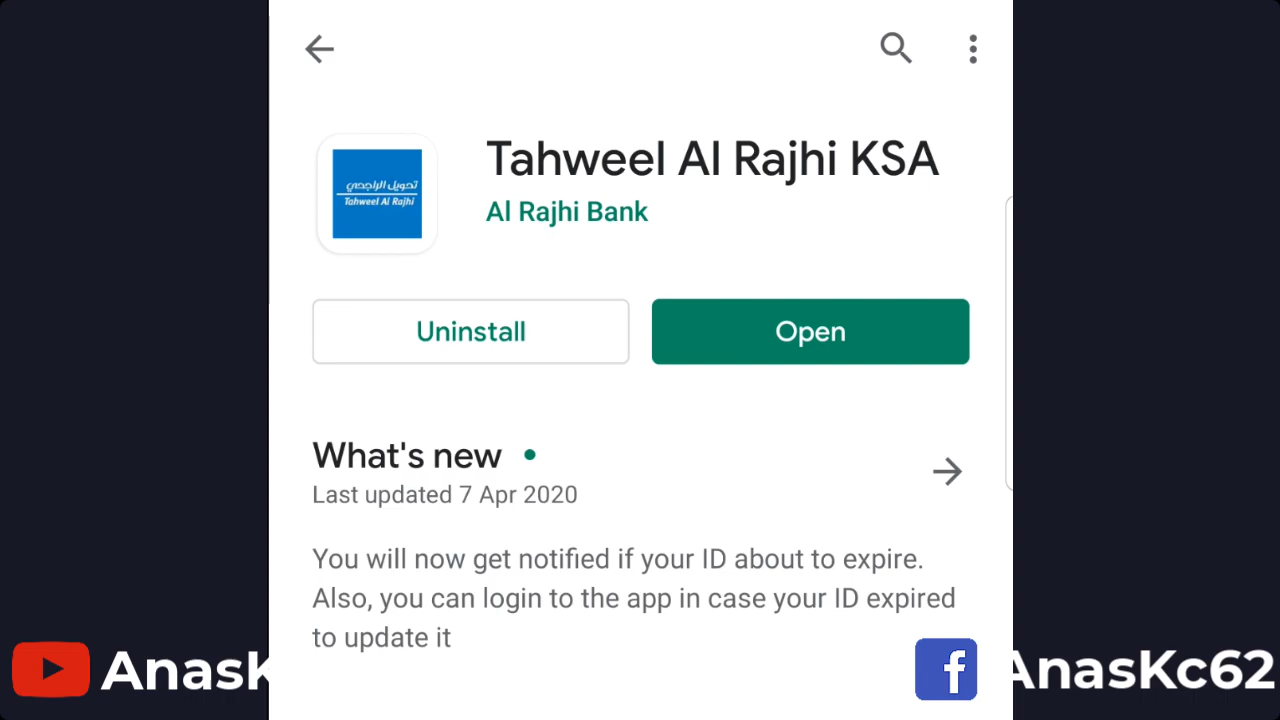 Tahweel Al Rajhi KSA
تحويل الراجحي
Tahweel Al Rajhi
Al Rajhi Bank
Uninstall
Open
What's new
Last updated 7 Apr 2020
You will now get notified if your ID about to expire.
Also, you can login to the app in case your ID expired
to update it
AnasK
f
AnasKc62